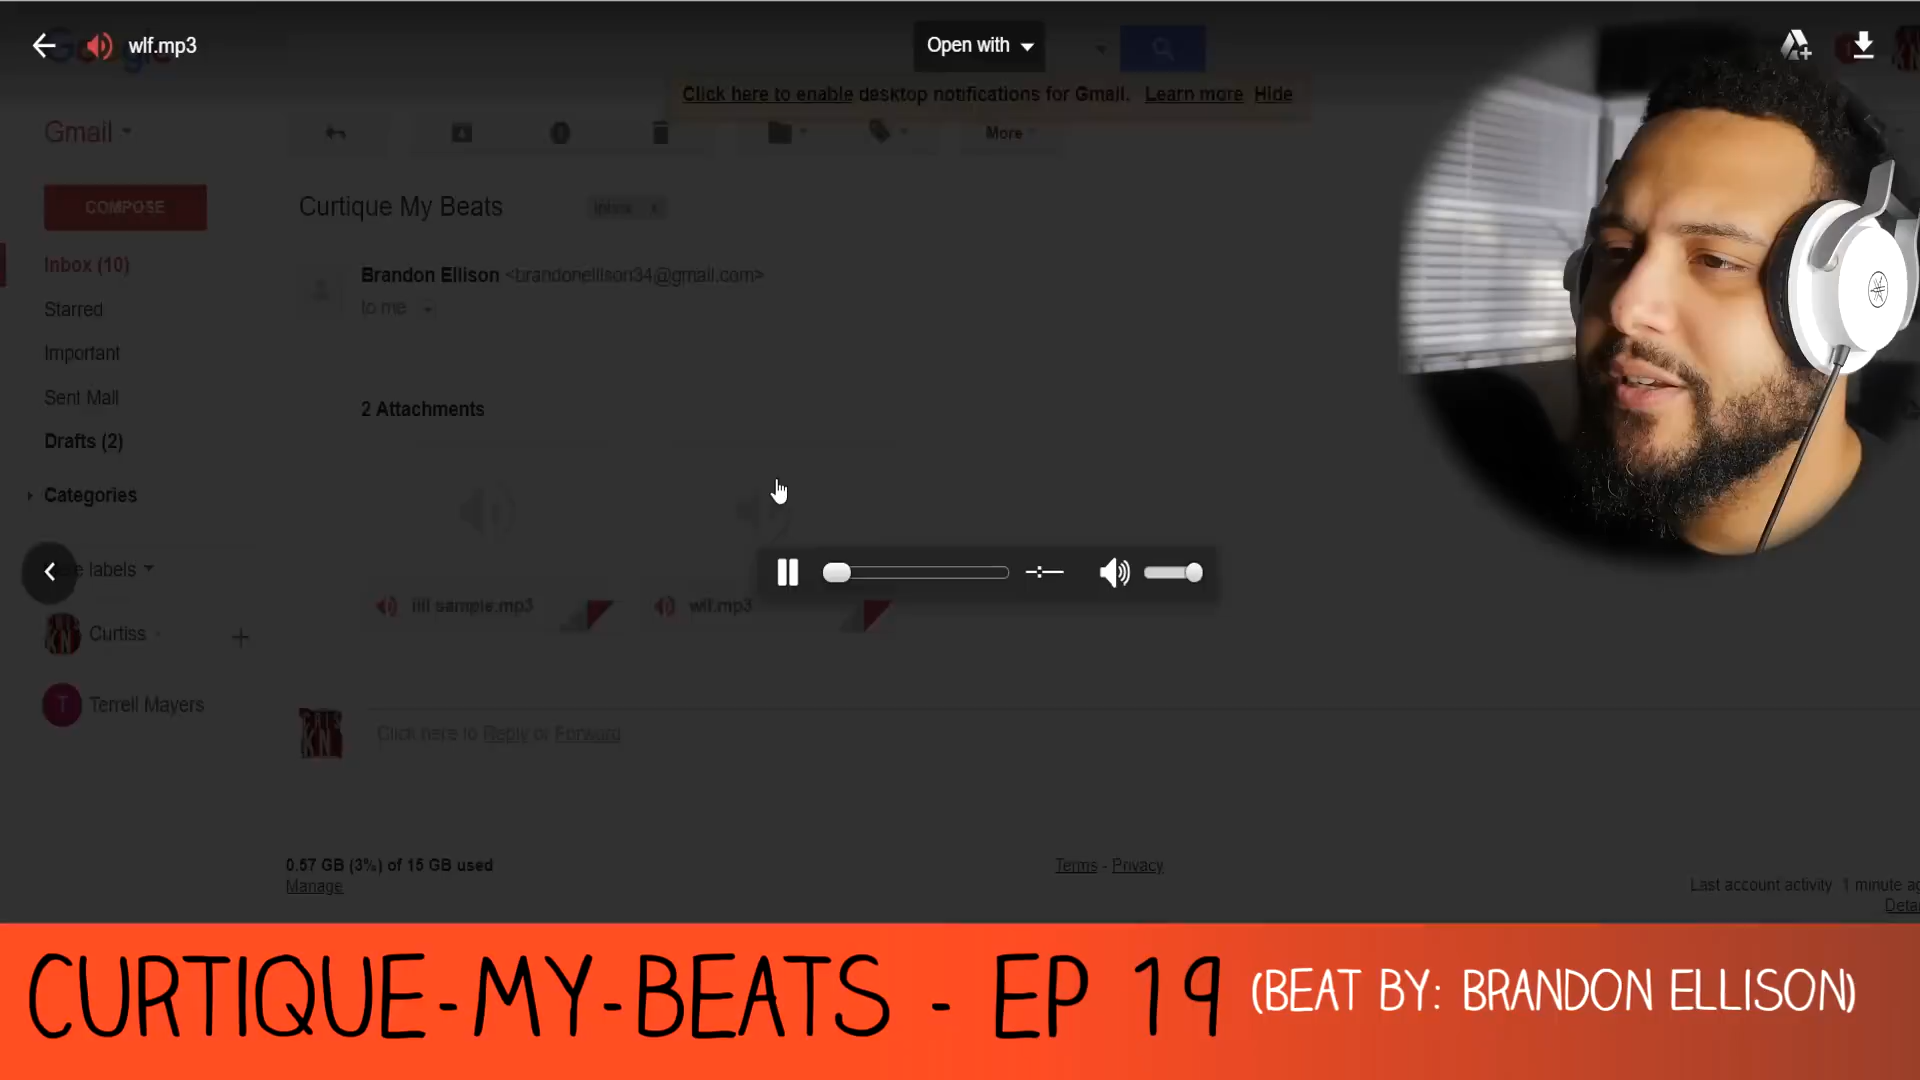 wlf.mp3
Open with
Click here to enable desktop notifications for Gmail. Learn more Hide
Gmail
More
COMPOSE
Curtique My Beats
Inbox
Inbox (10)
Brandon Ellison <brandonellison34@gmail.com>
to me
Starred
Important
Sent Mail
Drafts (2)
2 Attachments
Categories
labels
sample.mp3
wlf.mp3
Curtiss
Terrell Mayers
Click here to Reply or Forward
0.57 GB (3%) of 15 GB used
Manage
Terms - Privacy
Last account activity 1 minute
CURTIQUE-MY-BEATS - EP 19 (BEAT BY: BRANDON ELLISON)